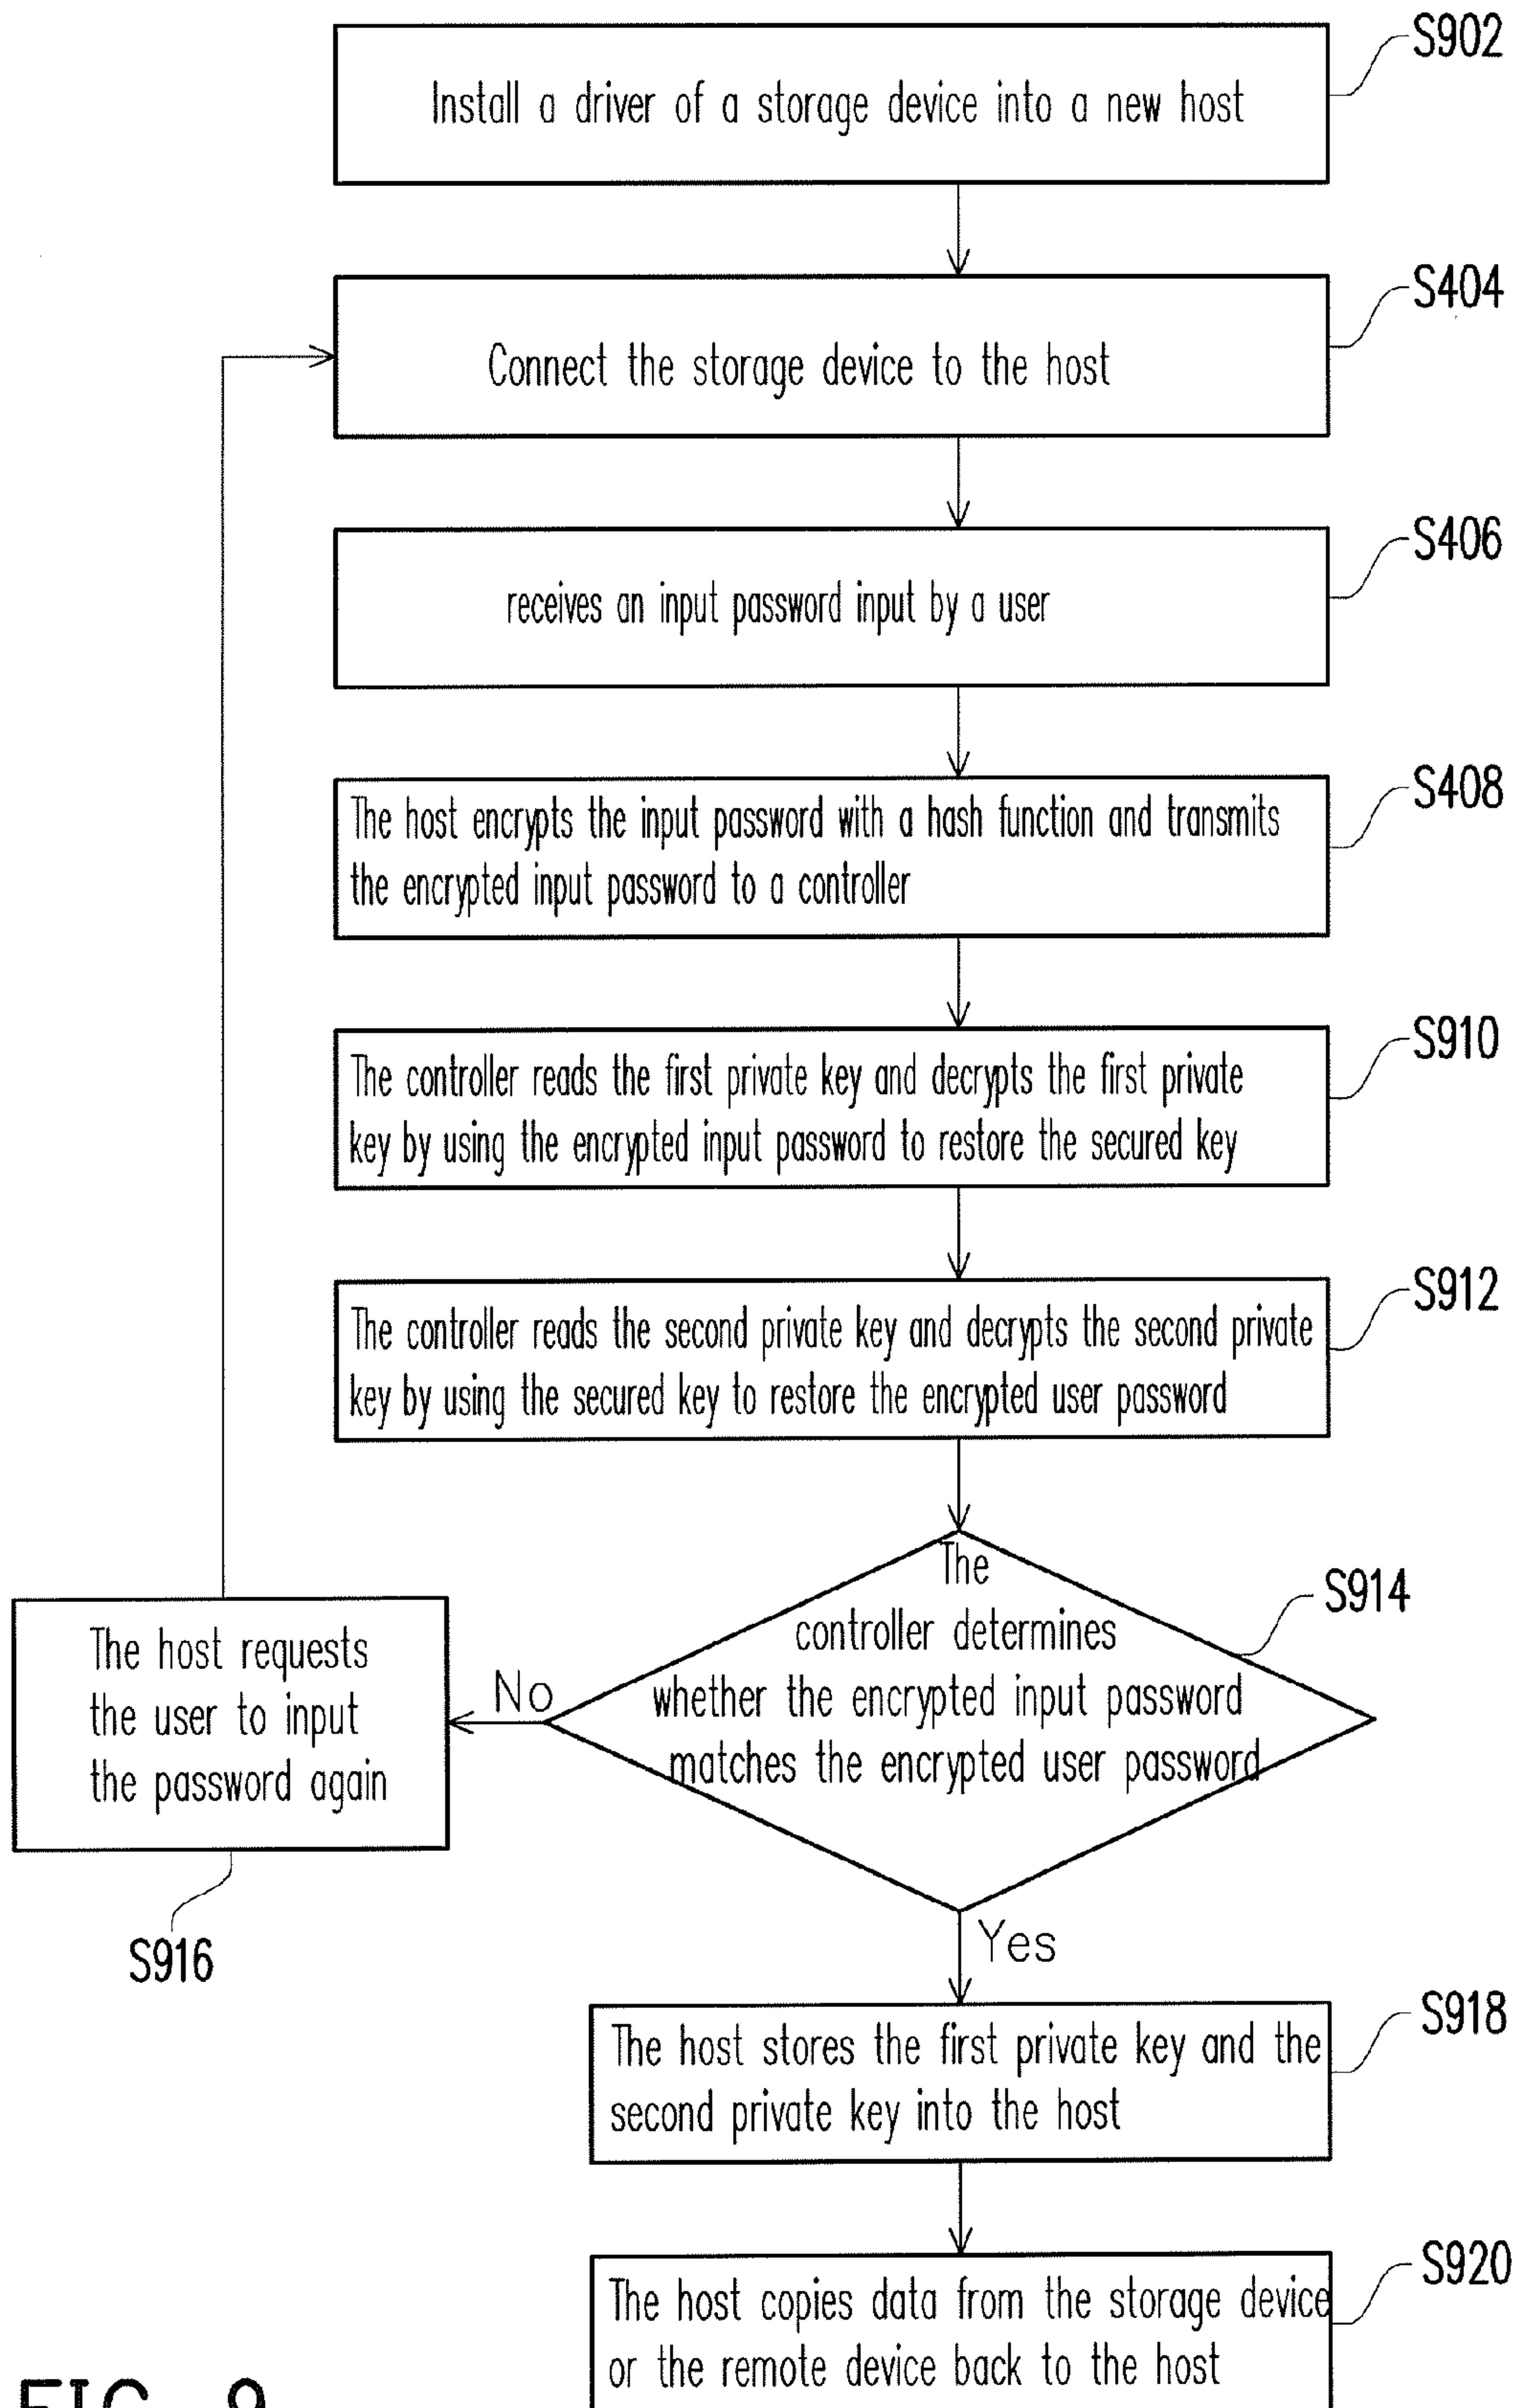 S902
Install a driver of a storage device into a new host
S404
Connect the storage device to the host
S406
receives an input password input by a user
S408
The host encrypts the input password with a hash function and transmits
the encrypted input password to a controller
S910
The controller reads the first private key and decrypts the first private
key by using the encrypted input password to restore the secured key
S912
The controller reads the second private key and decrypts the second private
key by using the secured key to restore the encrypted user password
S914
The
controller determines
whether the encrypted input password
matches the encrypted user password
No
The host requests
the user to input
the password again
S916
Yes
S918
The host stores the first private key and the
second private key into the host
S920
The host copies data from the storage device
or the remote device back to the host
FIG. 9